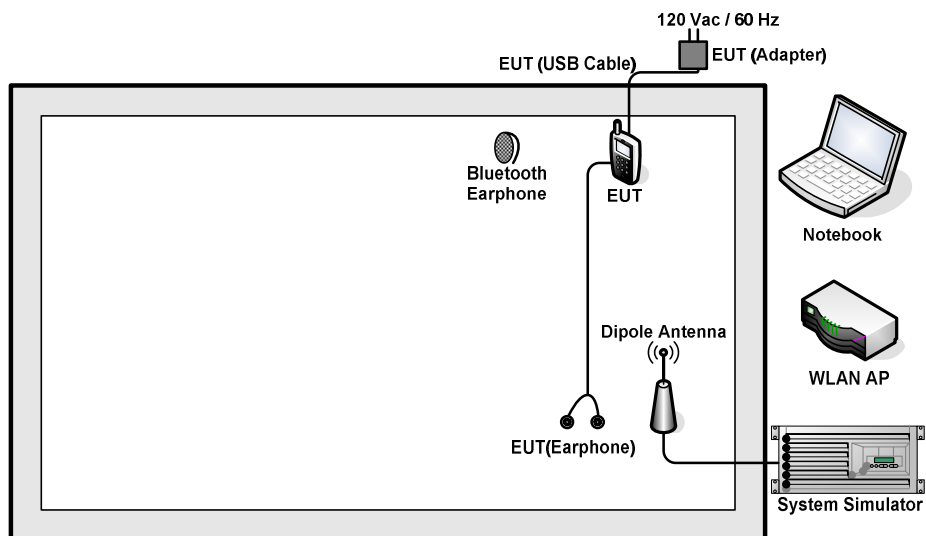 120 Vac / 60 Hz
EUT (USB Cable)
EUT (Adapter)
Bluetooth
Earphone
EUT
Notebook
Dipole Antenna
WLAN AP
EUT(Earphone)
System Simulator